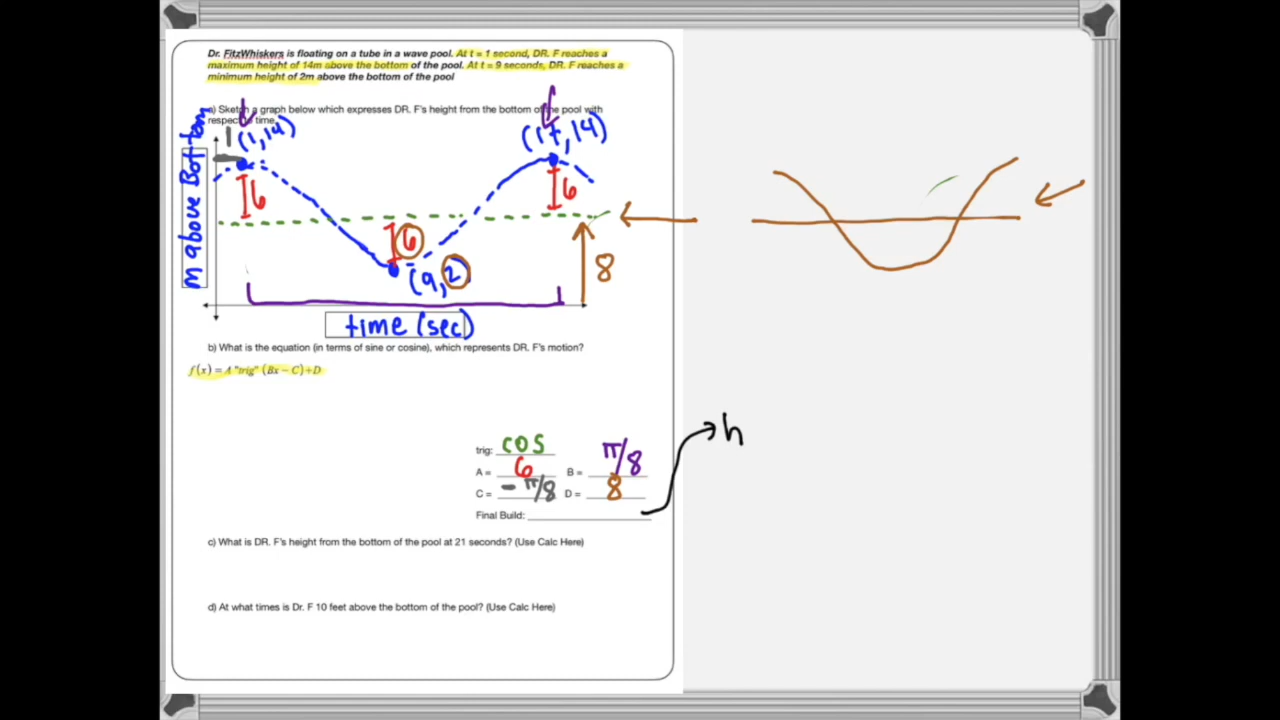 Dr. FitzWhiskers is floating on a tube in a wave pool. At t = 1 second, DR. F reaches a
maximum height of 14m above the bottom of the pool. At t = 9 seconds, DR. F reaches a
minimum height of 2m above the bottom of the pool
a) Sketch a graph below which expresses DR. F's height from the bottom of the pool with
respect to time.
m above Bottom
1
(1,14)
(17,14)
6
6
6
(9,2)
8
time (sec)
b) What is the equation (in terms of sine or cosine), which represents DR. F's motion?
f(x) = A "trig" (Bx − C)+D
h
trig: cos
A = 6 B = π/8
C = - π/8 D = 8
Final Build:
c) What is DR. F's height from the bottom of the pool at 21 seconds? (Use Calc Here)
d) At what times is Dr. F 10 feet above the bottom of the pool? (Use Calc Here)